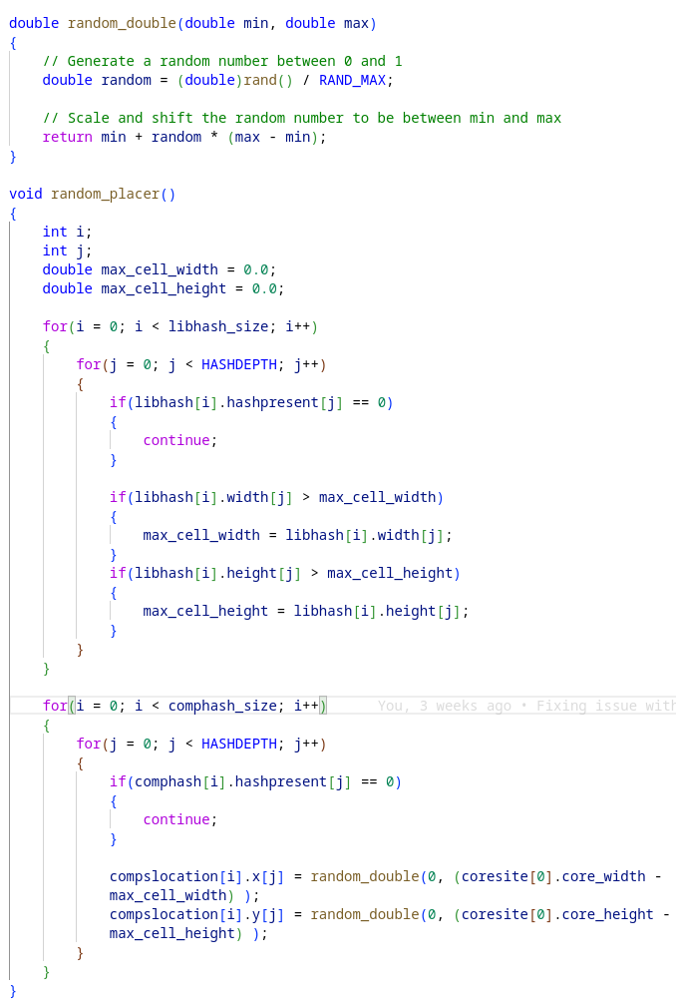 double random_double(double min, double max)
{
    // Generate a random number between 0 and 1
    double random = (double)rand() / RAND_MAX;

    // Scale and shift the random number to be between min and max
    return min + random * (max - min);
}

void random_placer()
{
    int i;
    int j;
    double max_cell_width = 0.0;
    double max_cell_height = 0.0;

    for(i = 0; i < libhash_size; i++)
    {
        for(j = 0; j < HASHDEPTH; j++)
        {
            if(libhash[i].hashpresent[j] == 0)
            {
                continue;
            }

            if(libhash[i].width[j] > max_cell_width)
            {
                max_cell_width = libhash[i].width[j];
            }
            if(libhash[i].height[j] > max_cell_height)
            {
                max_cell_height = libhash[i].height[j];
            }
        }
    }

    for(i = 0; i < comphash_size; i++)      You, 3 weeks ago • Fixing issue with
    {
        for(j = 0; j < HASHDEPTH; j++)
        {
            if(comphash[i].hashpresent[j] == 0)
            {
                continue;
            }

            compslocation[i].x[j] = random_double(0, (coresite[0].core_width -
            max_cell_width) );
            compslocation[i].y[j] = random_double(0, (coresite[0].core_height -
            max_cell_height) );
        }
    }
}